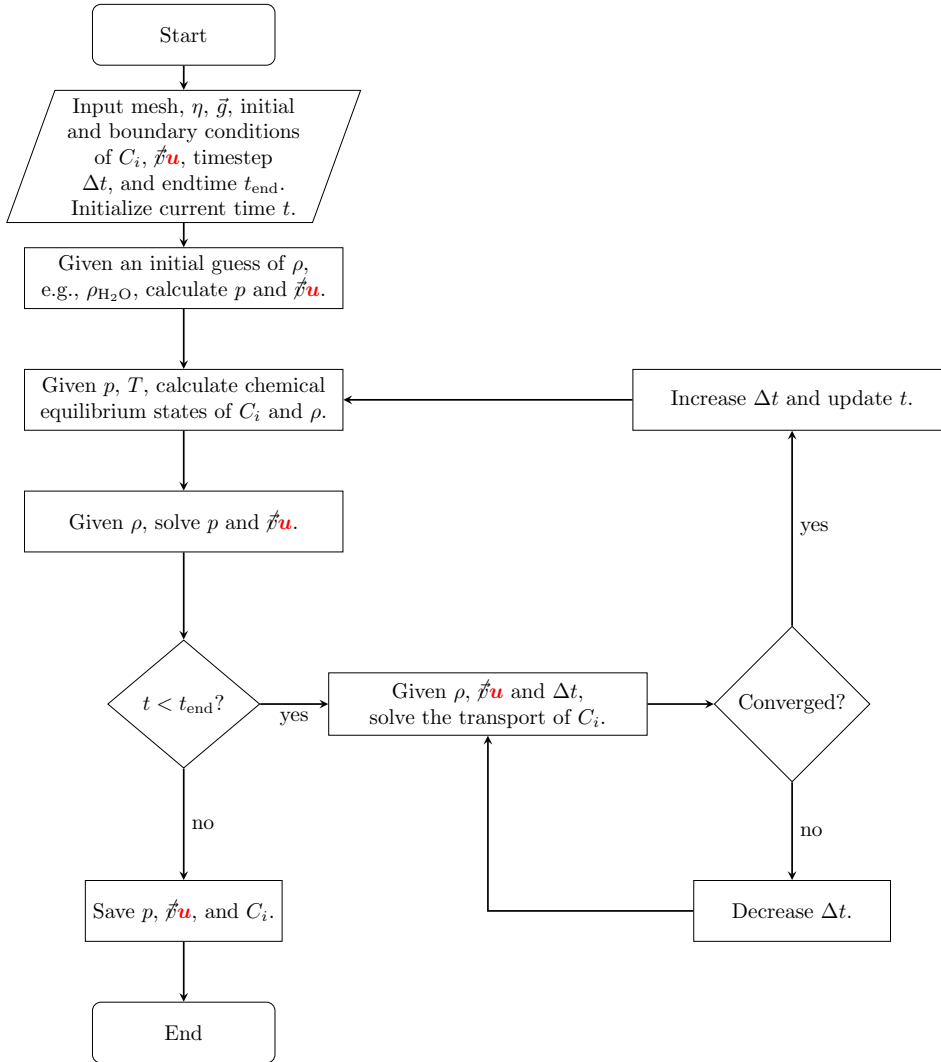 Start
Input mesh, η, g⃗, initial
and boundary conditions
of Cᵢ, v̸⃗u, timestep
Δt, and endtime t_end.
Initialize current time t.
Given an initial guess of ρ,
e.g., ρ_H₂O, calculate p and v̸⃗u.
Given p, T, calculate chemical
equilibrium states of Cᵢ and ρ.
Increase Δt and update t.
Given ρ, solve p and v̸⃗u.
yes
t < t_end?
yes
Given ρ, v̸⃗u and Δt,
solve the transport of Cᵢ.
Converged?
no
no
Save p, v̸⃗u, and Cᵢ.
Decrease Δt.
End